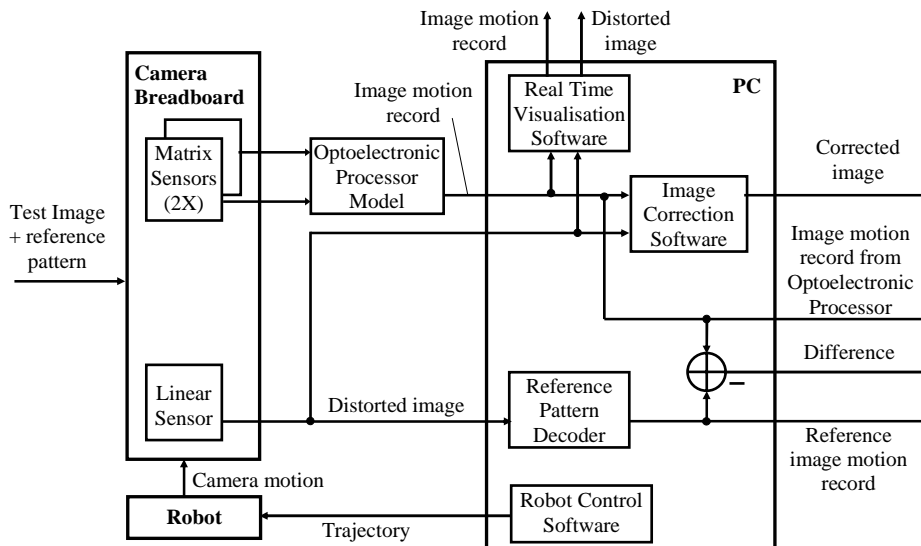 Image motion
record
Distorted
image
Camera
Breadboard
Matrix
Sensors
(2X)
Optoelectronic
Processor
Model
Image motion
record
Real Time
Visualisation
Software
PC
Image
Correction
Software
Corrected
image
Test Image
+ reference
pattern
Image motion
record from
Optoelectronic
Processor
Difference
Linear
Sensor
Distorted image
Reference
Pattern
Decoder
Reference
image motion
record
Camera motion
Robot
Trajectory
Robot Control
Software